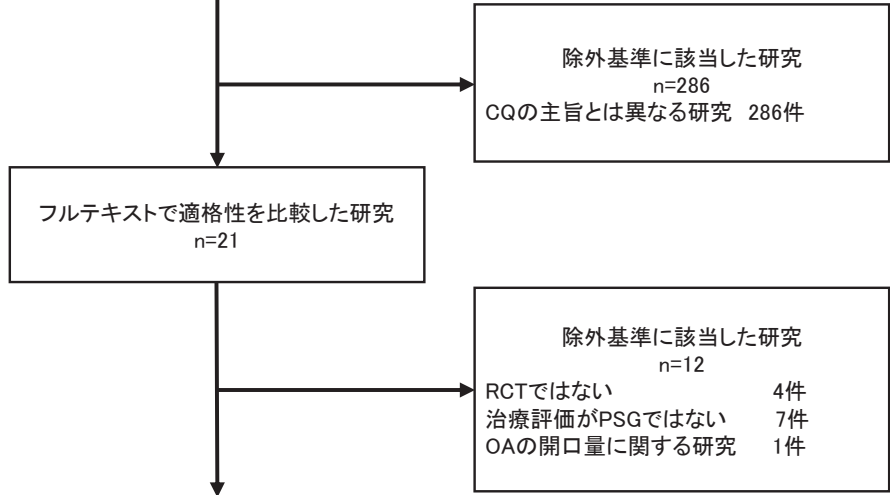 除外基準に該当した研究
n=286
CQの主旨とは異なる研究 286件
フルテキストで適格性を比較した研究
n=21
除外基準に該当した研究
n=12
RCTではない 4件
治療評価がPSGではない 7件
OAの開口量に関する研究 1件